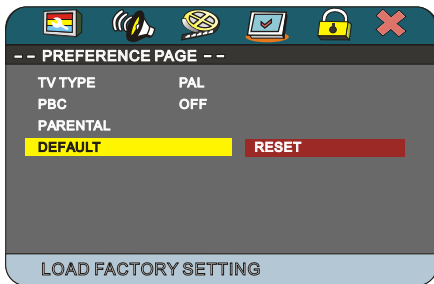 -- PREFERENCE PAGE --
TV TYPE PAL
PBC OFF
PARENTAL
DEFAULT RESET
LOAD FACTORY SETTING